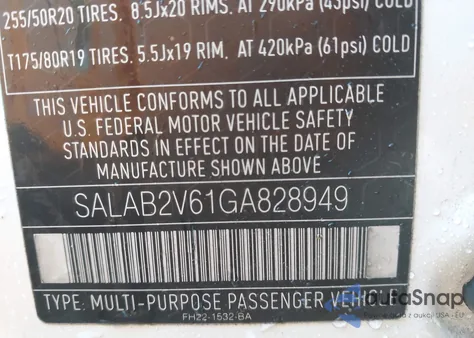 255/50R20 TIRES. 8.5Jx20 RIMS. AT 290kPa (43psi) COLD
T175/80R19 TIRES. 5.5Jx19 RIM. AT 420kPa (61psi) COLD
THIS VEHICLE CONFORMS TO ALL APPLICABLE
U.S. FEDERAL MOTOR VEHICLE SAFETY
STANDARDS IN EFFECT ON THE DATE OF
MANUFACTURE SHOWN ABOVE
SALAB2V61GA828949
TYPE: MULTI-PURPOSE PASSENGER VEHICLE
FH22-1532-BA
AutaSnap